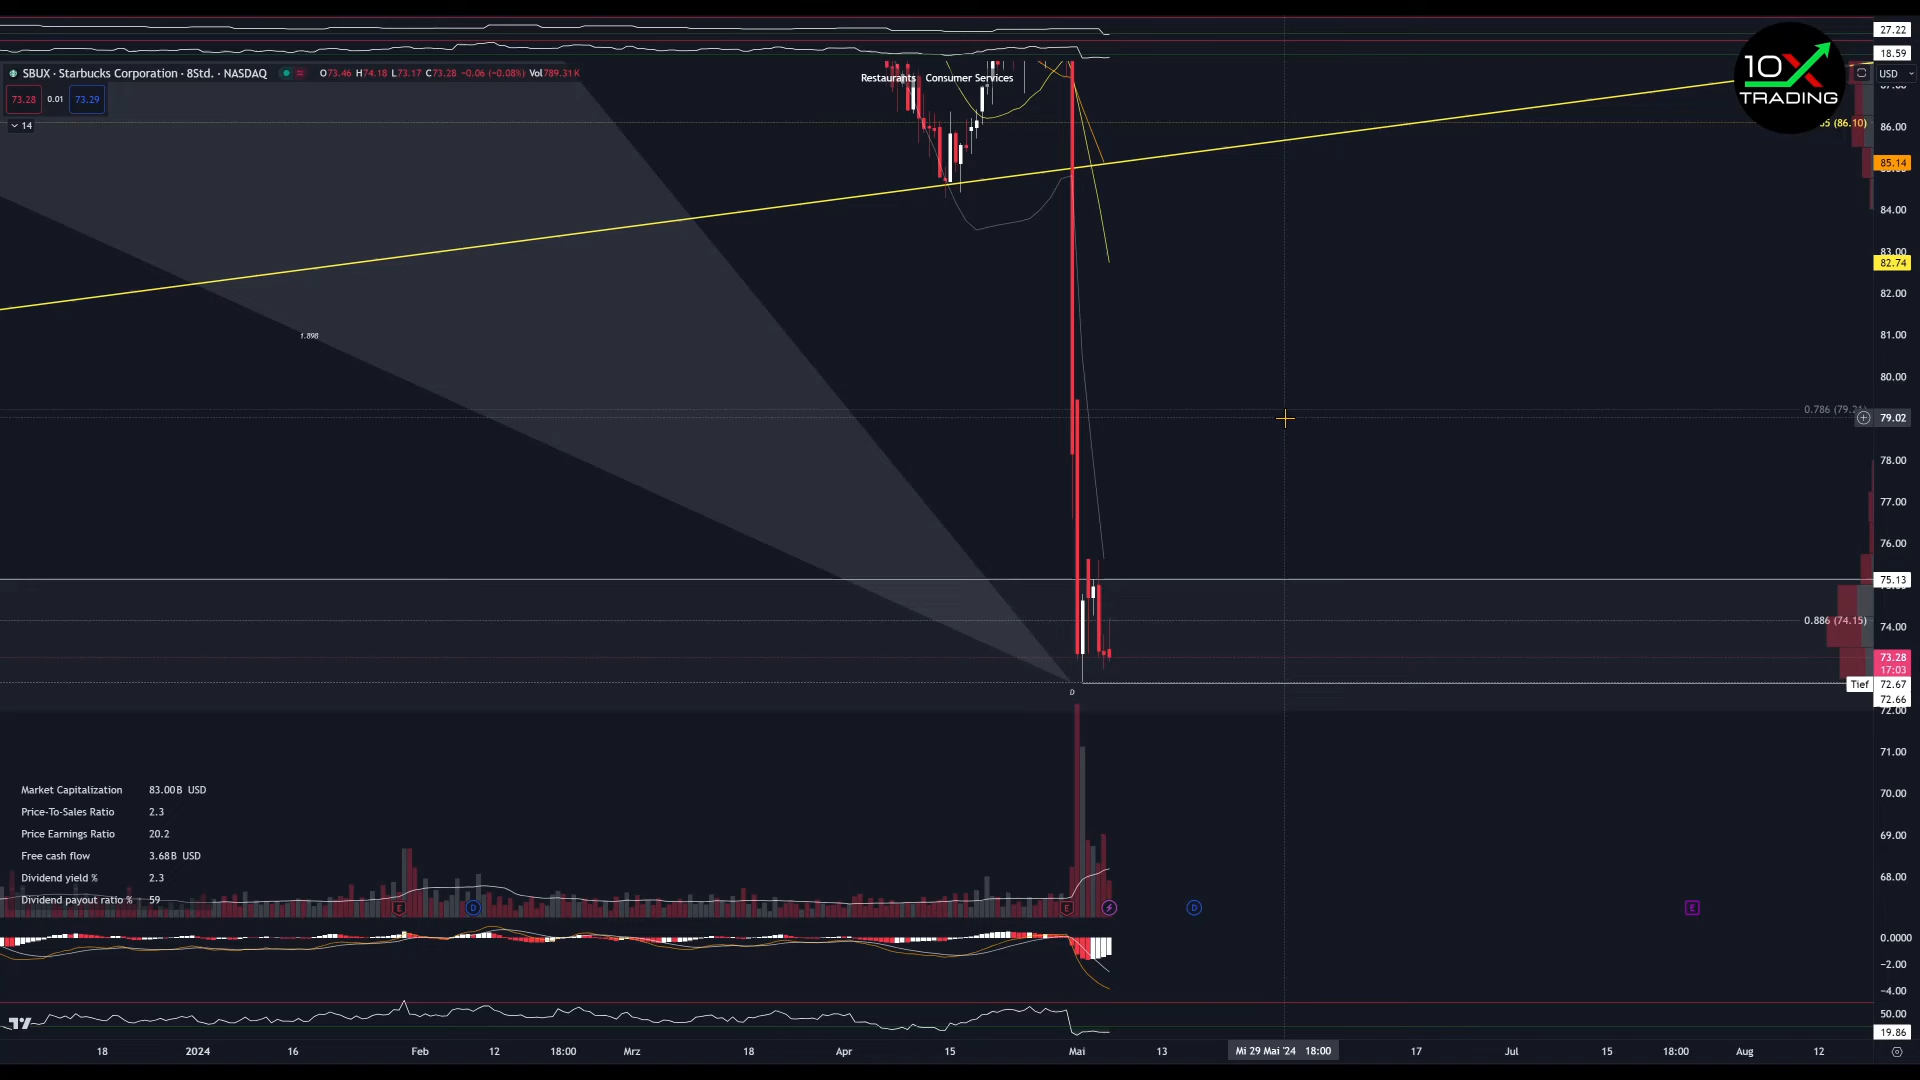 27.22
18.59
SBUX · Starbucks Corporation · 8Std. · NASDAQ O73.46 H74.18 L73.17 C73.28 −0.06 (−0.08%) Vol789.31K
Restaurants Consumer Services
10X
TRADING
USD
73.28 0.01 73.29
14
86.00
(86.10)
85.14
84.00
83.00
82.74
82.00
1.898
81.00
80.00
0.786
79.02
78.00
77.00
76.00
75.13
0.886 (74.15)
74.00
73.28
17:03
Tief 72.67
72.66
72.00
D
71.00
70.00
69.00
68.00
Market Capitalization 83.00B USD
Price-To-Sales Ratio 2.3
Price Earnings Ratio 20.2
Free cash flow 3.68B USD
Dividend yield % 2.3
Dividend payout ratio % 59
E D E D E
0.0000
−2.00
−4.00
50.00
19.86
18 2024 16 Feb 12 18:00 Mrz 18 Apr 15 Mai 13 Mi 29 Mai '24 18:00 17 Jul 15 18:00 Aug 12